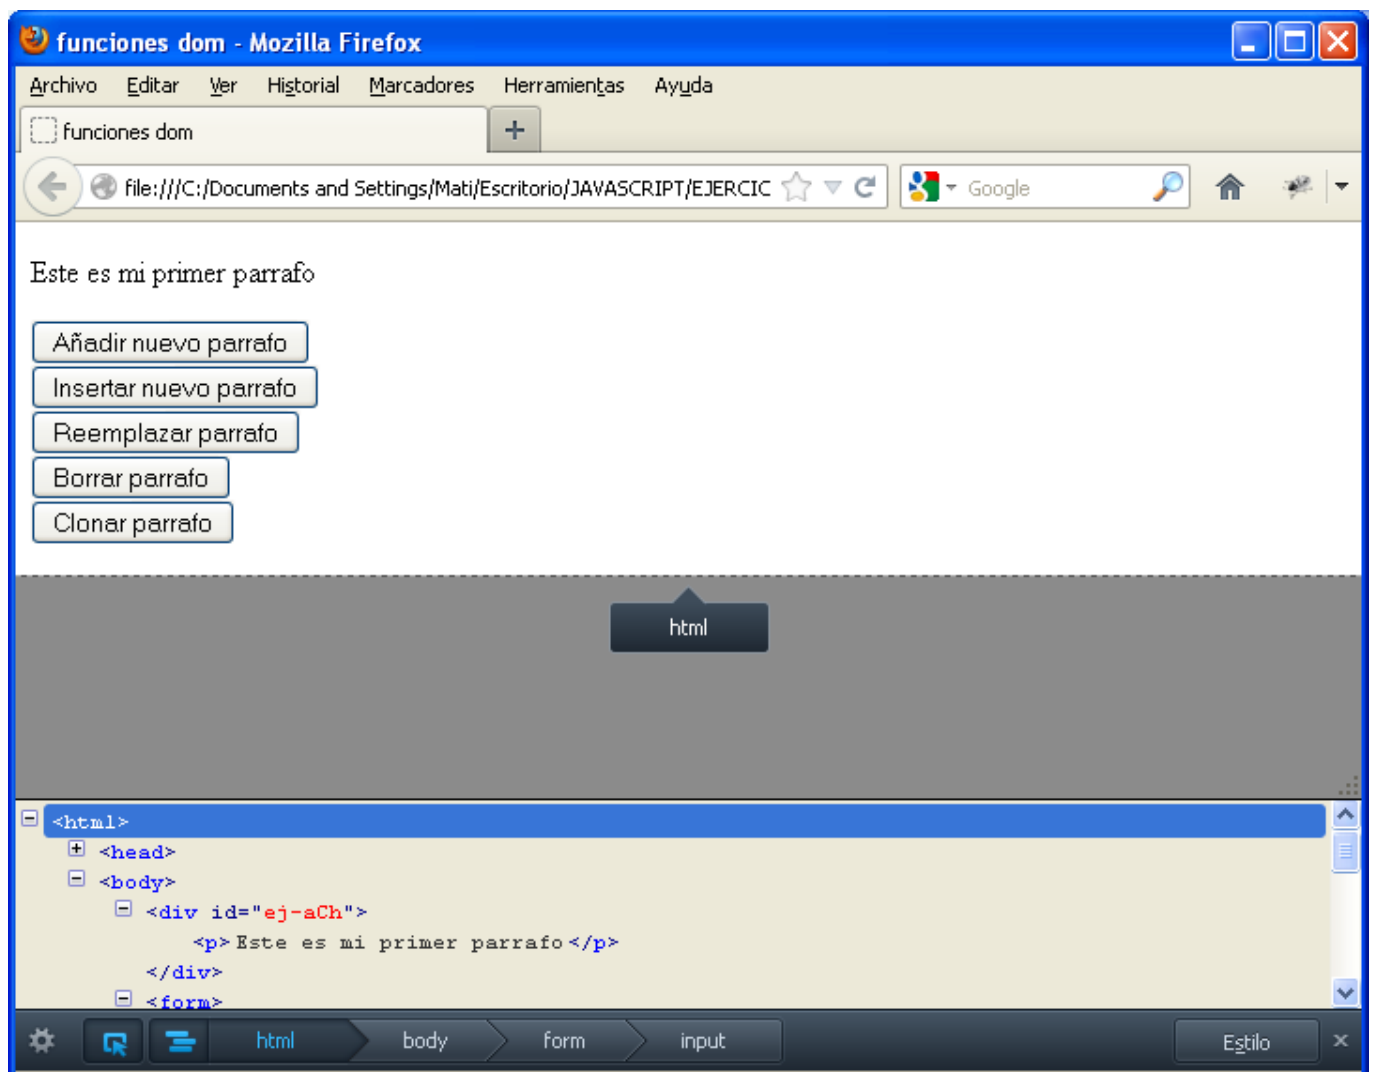 funciones dom - Mozilla Firefox
Archivo Editar Ver Historial Marcadores Herramientas Ayuda
funciones dom +
file:///C:/Documents and Settings/Mati/Escritorio/JAVASCRIPT/EJERCIC Google
Este es mi primer parrafo
Añadir nuevo parrafo
Insertar nuevo parrafo
Reemplazar parrafo
Borrar parrafo
Clonar parrafo
html
<html>
<head>
<body>
<div id="ej-aCh">
<p>Este es mi primer parrafo</p>
</div>
<form>
html body form input Estilo